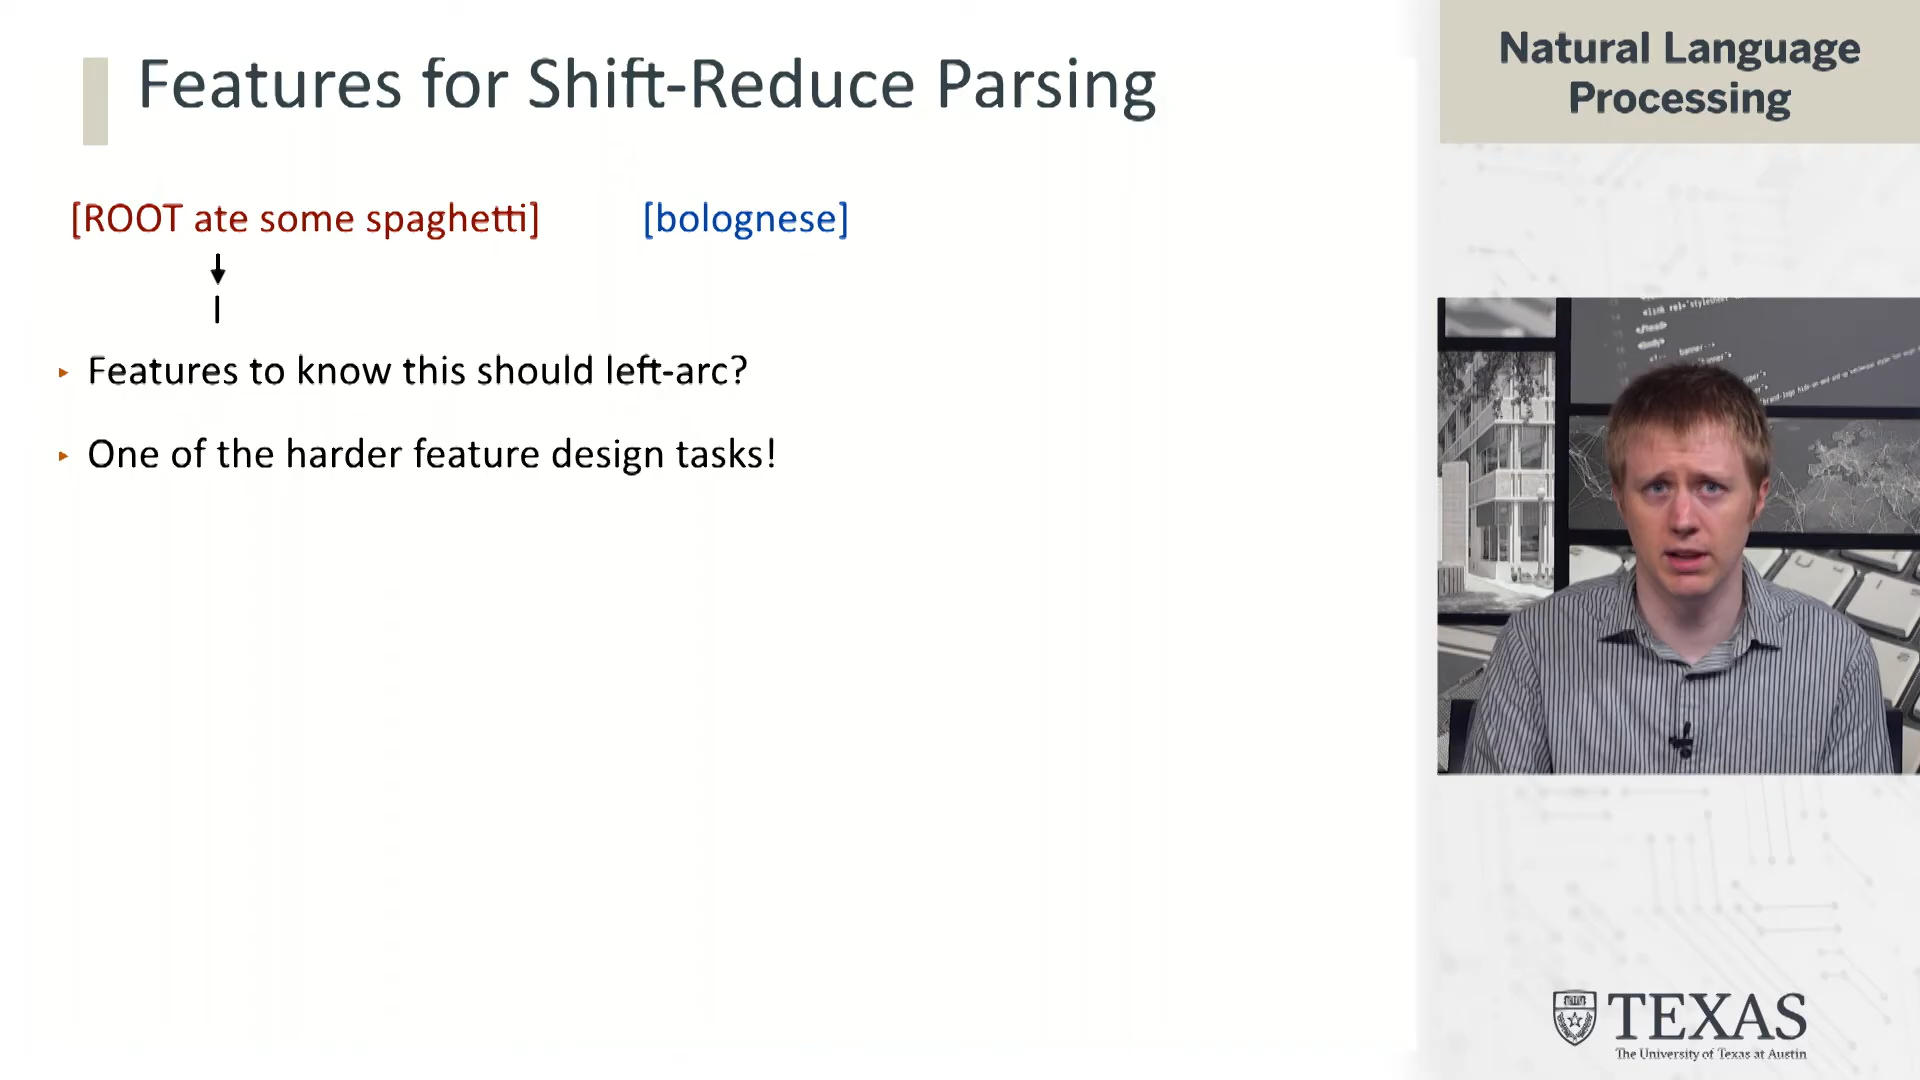 Features for Shift-Reduce Parsing
[ROOT ate some spaghetti] [bolognese]
I
▸ Features to know this should left-arc?
▸ One of the harder feature design tasks!
Natural Language
Processing
TEXAS
The University of Texas at Austin